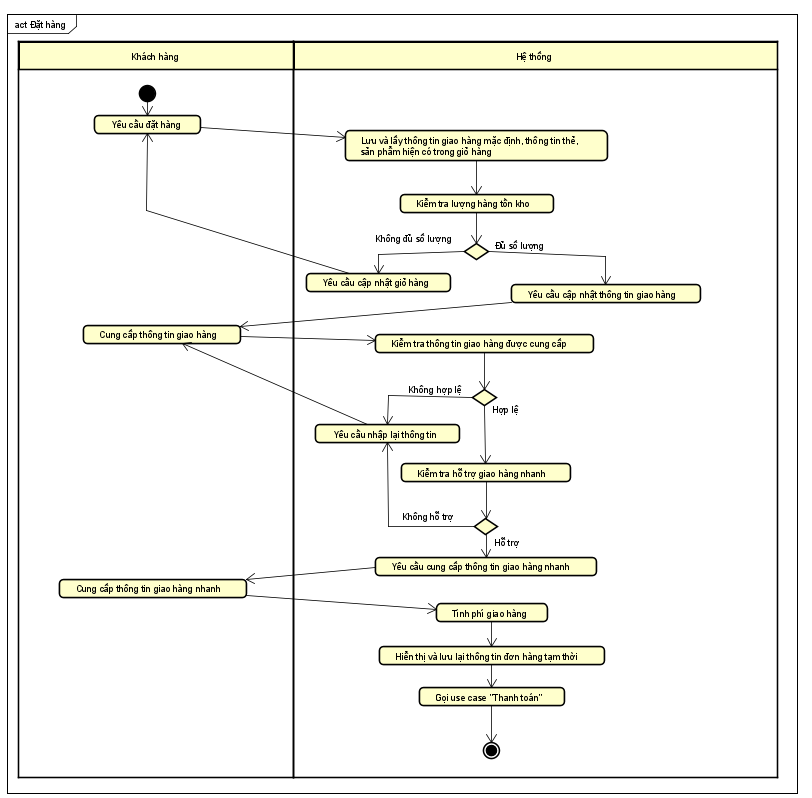 act Đặt hàng
Khách hàng
Hệ thống
Yêu cầu đặt hàng
Lưu và lấy thông tin giao hàng mặc định, thông tin thẻ,
sản phẩm hiện có trong giỏ hàng
Kiểm tra lượng hàng tồn kho
Không đủ số lượng
Đủ số lượng
Yêu cầu cập nhật giỏ hàng
Yêu cầu cập nhật thông tin giao hàng
Cung cấp thông tin giao hàng
Kiểm tra thông tin giao hàng được cung cấp
Không hợp lệ
Hợp lệ
Yêu cầu nhập lại thông tin
Kiểm tra hỗ trợ giao hàng nhanh
Không hỗ trợ
Hỗ trợ
Yêu cầu cung cấp thông tin giao hàng nhanh
Cung cấp thông tin giao hàng nhanh
Tính phí giao hàng
Hiển thị và lưu lại thông tin đơn hàng tạm thời
Gọi use case "Thanh toán"